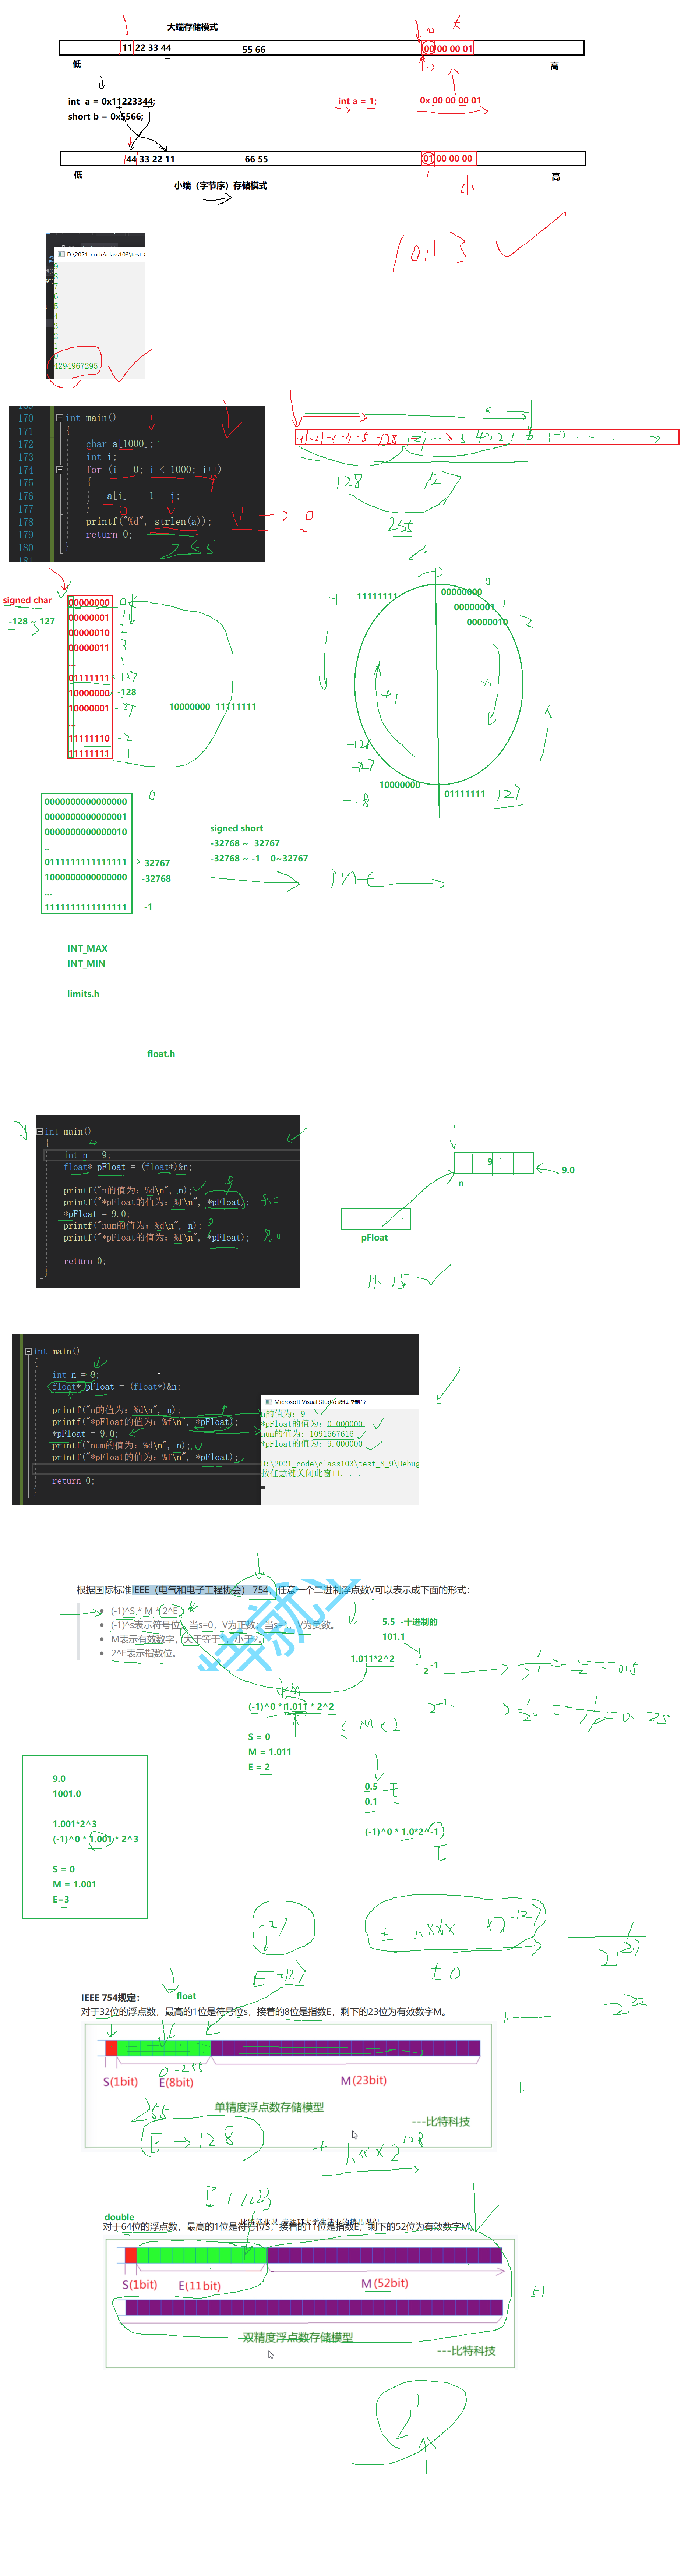 大端存储模式
11 22 33 44 55 66 00 00 00 01
低 高
int a = 0x11223344;
short b = 0x5566;
int a = 1; 0x 00 00 00 01
44 33 22 11 66 55 01 00 00 00
低 高
小端（字节序）存储模式
大
小
0
1
D:\2021_code\class103\test_
9
8
7
6
5
4
3
2
1
0
4294967295
170 int main()
171 {
172 char a[1000];
173 int i;
174 for (i = 0; i < 1000; i++)
175 {
176 a[i] = -1 - i;
177 }
178 printf("%d", strlen(a));
179 return 0;
180 }
181
255
'\0' 0
128 127
255
signed char
-128 ~ 127
00000000 0
00000001 1
00000010 2
00000011 3
...
01111111 127
10000000 -128
10000001 -127
...
11111110 -2
11111111 -1
10000000 11111111
-1 11111111
00000000 0
00000001 1
00000010 2
+1 +1
-126
-127
-128
10000000
01111111 127
0000000000000000 0
0000000000000001
0000000000000010
..
0111111111111111 32767
1000000000000000 -32768
...
1111111111111111 -1
signed short
-32768 ~ 32767
-32768 ~ -1 0~32767
int
INT_MAX
INT_MIN
limits.h
float.h
int main()
{
int n = 9;
float* pFloat = (float*)&n;
printf("n的值为：%d\n", n);
printf("*pFloat的值为：%f\n", *pFloat);
*pFloat = 9.0;
printf("num的值为：%d\n", n);
printf("*pFloat的值为：%f\n", *pFloat);
return 0;
}
9
9.0
9
9.0
9
9.0
n
pFloat
11:15
int main()
{
int n = 9;
float* pFloat = (float*)&n;
printf("n的值为：%d\n", n);
printf("*pFloat的值为：%f\n", *pFloat);
*pFloat = 9.0;
printf("num的值为：%d\n", n);
printf("*pFloat的值为：%f\n", *pFloat);
return 0;
}
Microsoft Visual Studio 调试控制台
n的值为：9
*pFloat的值为：0.000000
num的值为：1091567616
*pFloat的值为：9.000000
D:\2021_code\class103\test_8_9\Debug
按任意键关闭此窗口. . .
根据国际标准IEEE（电气和电子工程协会） 754，任意一个二进制浮点数V可以表示成下面的形式：
(-1)^S * M * 2^E
(-1)^s表示符号位，当s=0，V为正数；当s=1，V为负数。
M表示有效数字，大于等于1，小于2。
2^E表示指数位。
5.5 -十进制的
101.1
1.011*2^2
2^-1
1/2^1 = 1/2 = 0.5
2^-2
M
(-1)^0 * 1.011 * 2^2
1≤ M < 2
S = 0
M = 1.011
E = 2
0.5
0.1
(-1)^0 * 1.0*2^-1
E
9.0
1001.0
1.001*2^3
(-1)^0 * 1.001 * 2^3
S = 0
M = 1.001
E=3
-127
E +127
± 1.xxx *2^-127
± 0
1/2^127
2^32
IEEE 754规定：
float
对于32位的浮点数，最高的1位是符号位s，接着的8位是指数E，剩下的23位为有效数字M。
0 -255
S(1bit) E(8bit) M(23bit)
255
单精度浮点数存储模型
---比特科技
E → 128
± 1.xx x 2^128
E + 1023
比特就业课-专注IT大学生就业的精品课程
double
对于64位的浮点数，最高的1位是符号位S，接着的11位是指数E，剩下的52位为有效数字M。
S(1bit) E(11bit) M(52bit)
51
双精度浮点数存储模型
---比特科技